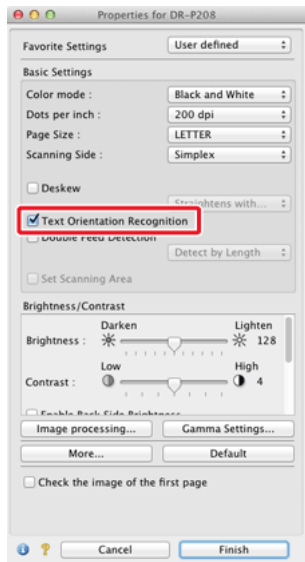 Properties for DR-P208
Favorite Settings User defined
Basic Settings
Color mode : Black and White
Dots per inch : 200 dpi
Page Size : LETTER
Scanning Side : Simplex
Deskew
Straightens with...
Text Orientation Recognition
Double Feed Detection
Detect by Length
Set Scanning Area
Brightness/Contrast
Darken Lighten
Brightness : 128
Low High
Contrast : 4
Enable Back Side Brightness
Image processing... Gamma Settings...
More... Default
Check the image of the first page
? Cancel Finish